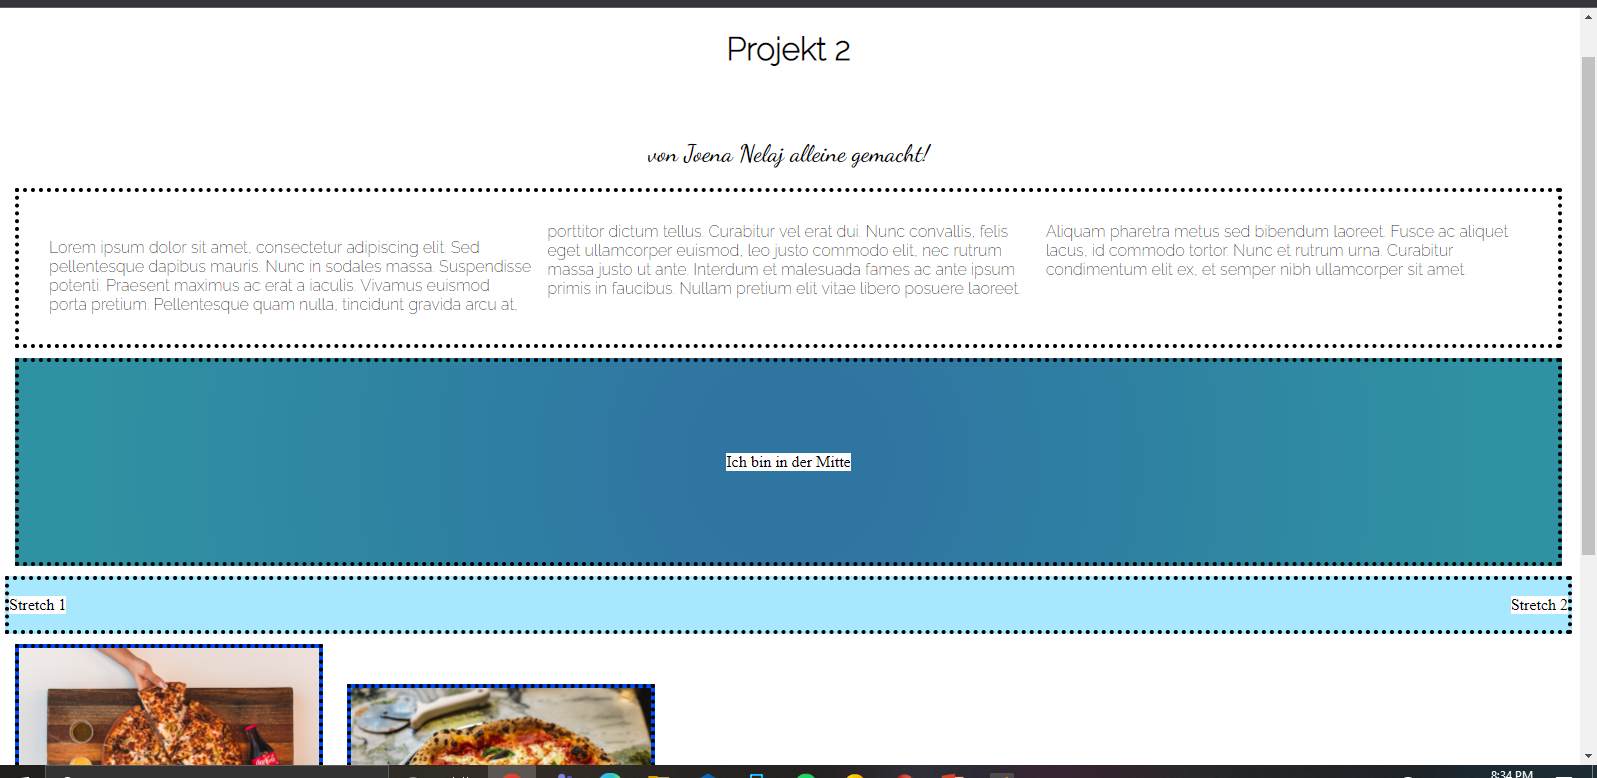 Projekt 2
von Joena Nelaj alleine gemacht!
Lorem ipsum dolor sit amet, consectetur adipiscing elit. Sed
pellentesque dapibus mauris. Nunc in sodales massa. Suspendisse
potenti. Praesent maximus ac erat a iaculis. Vivamus euismod
porta pretium. Pellentesque quam nulla, tincidunt gravida arcu at,
porttitor dictum tellus. Curabitur vel erat dui. Nunc convallis, felis
eget ullamcorper euismod, leo justo commodo elit, nec rutrum
massa justo ut ante. Interdum et malesuada fames ac ante ipsum
primis in faucibus. Nullam pretium elit vitae libero posuere laoreet.
Aliquam pharetra metus sed bibendum laoreet. Fusce ac aliquet
lacus, id commodo tortor. Nunc et rutrum urna. Curabitur
condimentum elit ex, et semper nibh ullamcorper sit amet.
Ich bin in der Mitte
Stretch 1
Stretch 2
8:34 PM